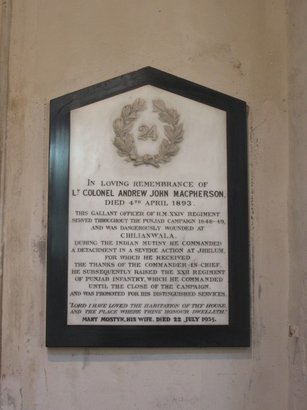 24
IN LOVING REMEMBRANCE OF
LT COLONEL ANDREW JOHN MACPHERSON,
DIED 4TH APRIL 1893.
THIS GALLANT OFFICER OF H.M. XXIV REGIMENT
SERVED THROUGHOUT THE PUNJAB CAMPAIGN 1848-49,
AND WAS DANGEROUSLY WOUNDED AT
CHILIANWALA.
DURING THE INDIAN MUTINY HE COMMANDED
A DETACHMENT IN A SEVERE ACTION AT JHELUM
FOR WHICH HE RECEIVED
THE THANKS OF THE COMMANDER-IN-CHIEF.
HE SUBSEQUENTLY RAISED THE XXII REGIMENT
OF PUNJAB INFANTRY, WHICH HE COMMANDED
UNTIL THE CLOSE OF THE CAMPAIGN,
AND WAS PROMOTED FOR HIS DISTINGUISHED SERVICES.
"LORD I HAVE LOVED THE HABITATION OF THY HOUSE
AND THE PLACE WHERE THINE HONOUR DWELLETH."
MARY MOSTYN, HIS WIFE, DIED 22 JULY 1925.